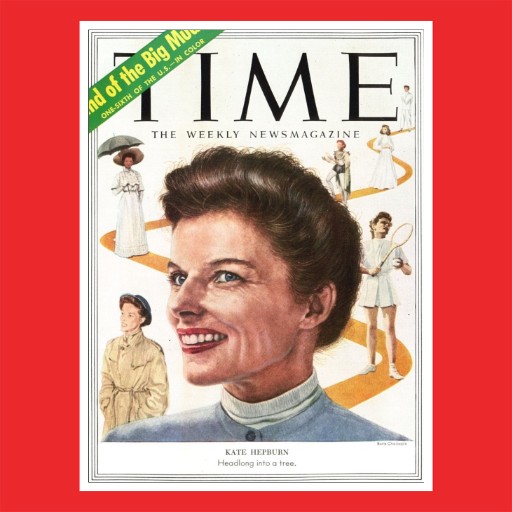 nd of the Big
ONE-SIXTH OF THE U.S.—IN COLOR
TIME
THE WEEKLY NEWSMAGAZINE
KATE HEPBURN
Headlong into a tree.